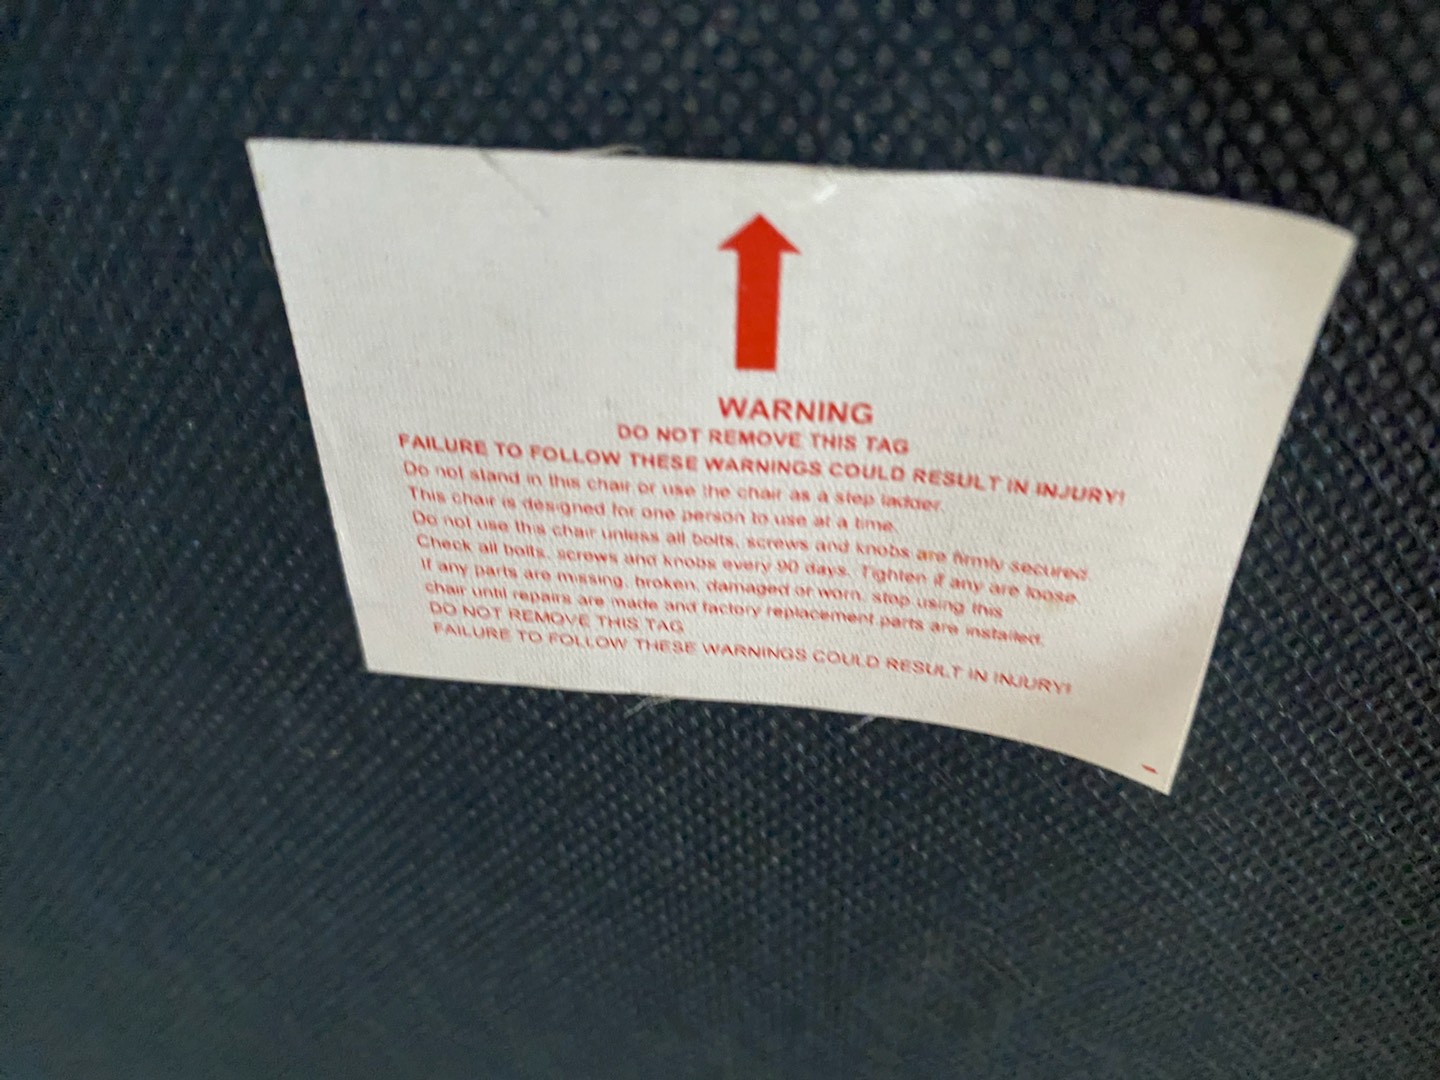 WARNING
DO NOT REMOVE THIS TAG
FAILURE TO FOLLOW THESE WARNINGS COULD RESULT IN INJURY!
Do not stand in this chair or use the chair as a step ladder.
This chair is designed for one person to use at a time.
Do not use this chair unless all bolts, screws and knobs are firmly secured.
Check all bolts, screws and knobs every 90 days. Tighten if any are loose.
If any parts are missing, broken, damaged or worn, stop using this
chair until repairs are made and factory replacement parts are installed.
DO NOT REMOVE THIS TAG
FAILURE TO FOLLOW THESE WARNINGS COULD RESULT IN INJURY!